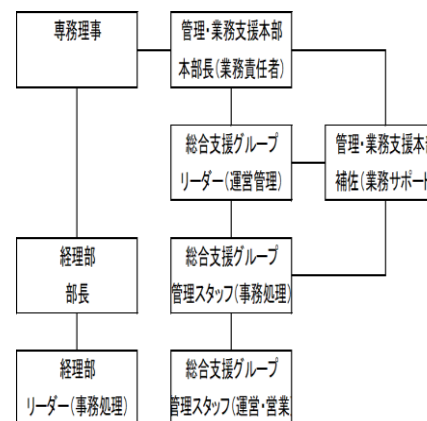 専務理事
管理・業務支援本部
本部長(業務責任者)
総合支援グループ
リーダー(運営管理)
管理・業務支援本部
補佐(業務サポート
経理部
部長
総合支援グループ
管理スタッフ(事務処理)
経理部
リーダー(事務処理)
総合支援グループ
管理スタッフ(運営・営業)